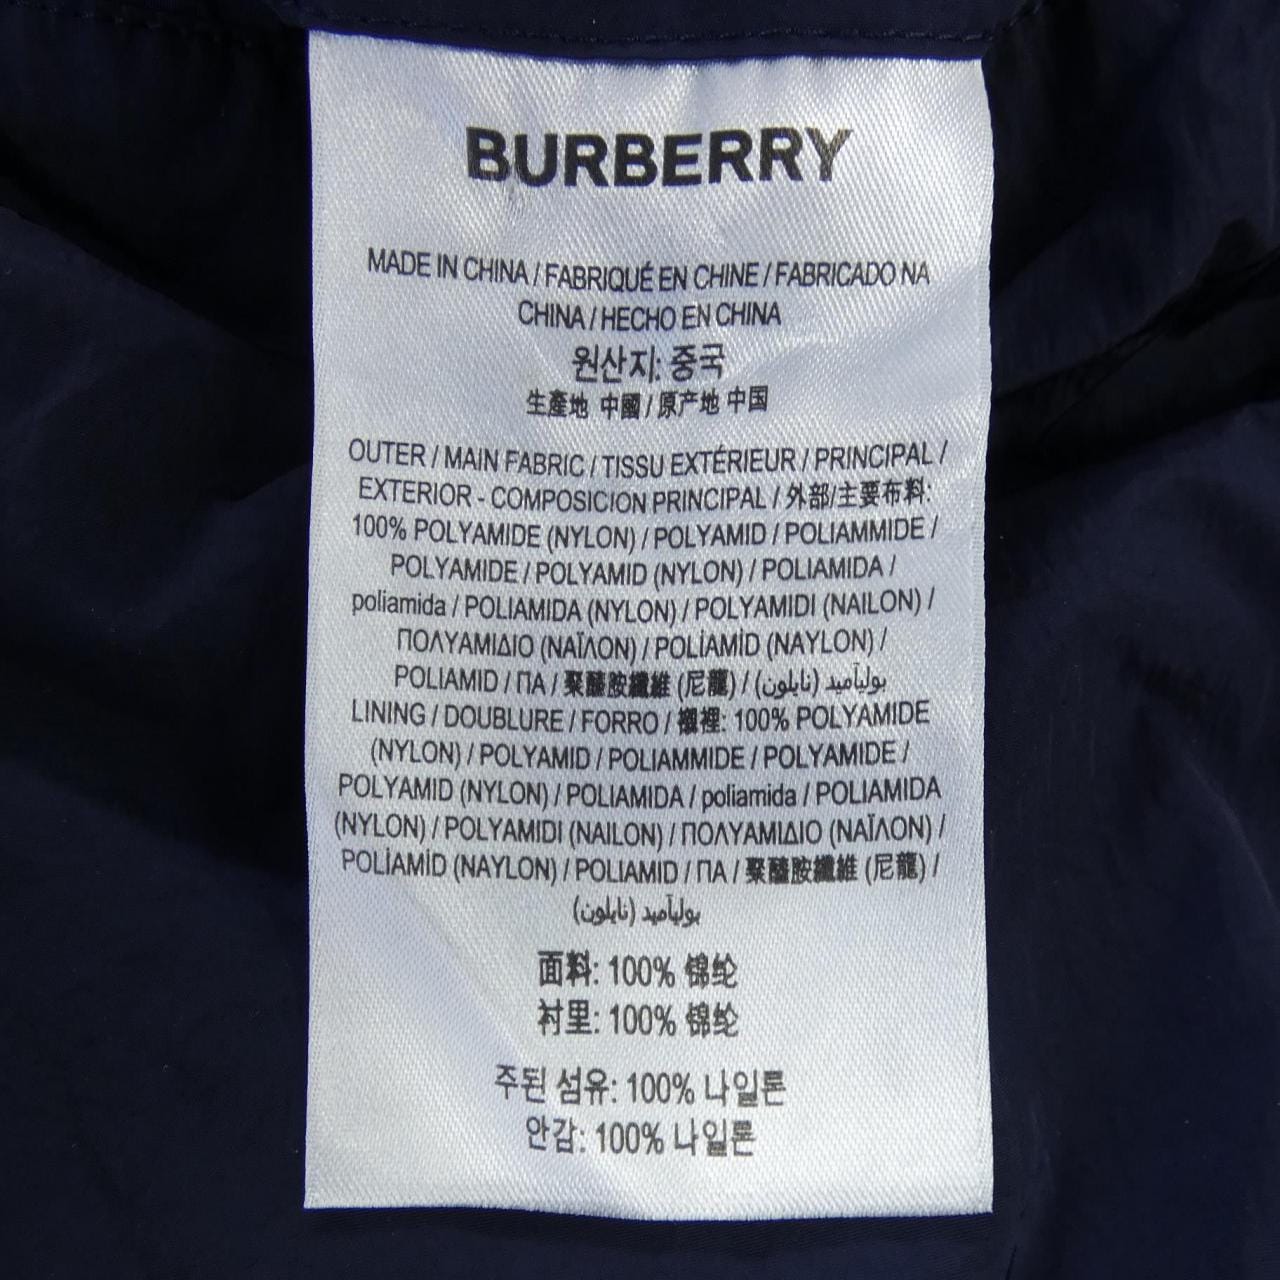 BURBERRY
MADE IN CHINA / FABRIQUÉ EN CHINE / FABRICADO NA
CHINA / HECHO EN CHINA
원산지: 중국
生產地 中國 / 原产地 中国
OUTER / MAIN FABRIC / TISSU EXTÉRIEUR / PRINCIPAL /
EXTERIOR - COMPOSICION PRINCIPAL / 外部/主要布料:
100% POLYAMIDE (NYLON) / POLYAMID / POLIAMMIDE /
POLYAMIDE / POLYAMID (NYLON) / POLIAMIDA /
poliamida / POLIAMIDA (NYLON) / POLYAMIDI (NAILON) /
ΠΟΛΥΑΜΙΔΙΟ (ΝΑΪΛΟΝ) / POLİAMİD (NAYLON) /
POLIAMID / ПА / 聚醯胺纖維 (尼龍) / بوليآميد (نايلون)
LINING / DOUBLURE / FORRO / 襯裡: 100% POLYAMIDE
(NYLON) / POLYAMID / POLIAMMIDE / POLYAMIDE /
POLYAMID (NYLON) / POLIAMIDA / poliamida / POLIAMIDA
(NYLON) / POLYAMIDI (NAILON) / ΠΟΛΥΑΜΙΔΙΟ (ΝΑΪΛΟΝ) /
POLİAMİD (NAYLON) / POLIAMID / ПА / 聚醯胺纖維 (尼龍) /
بوليآميد (نايلون)
面料: 100% 锦纶
衬里: 100% 锦纶
주된 섬유: 100% 나일론
안감: 100% 나일론